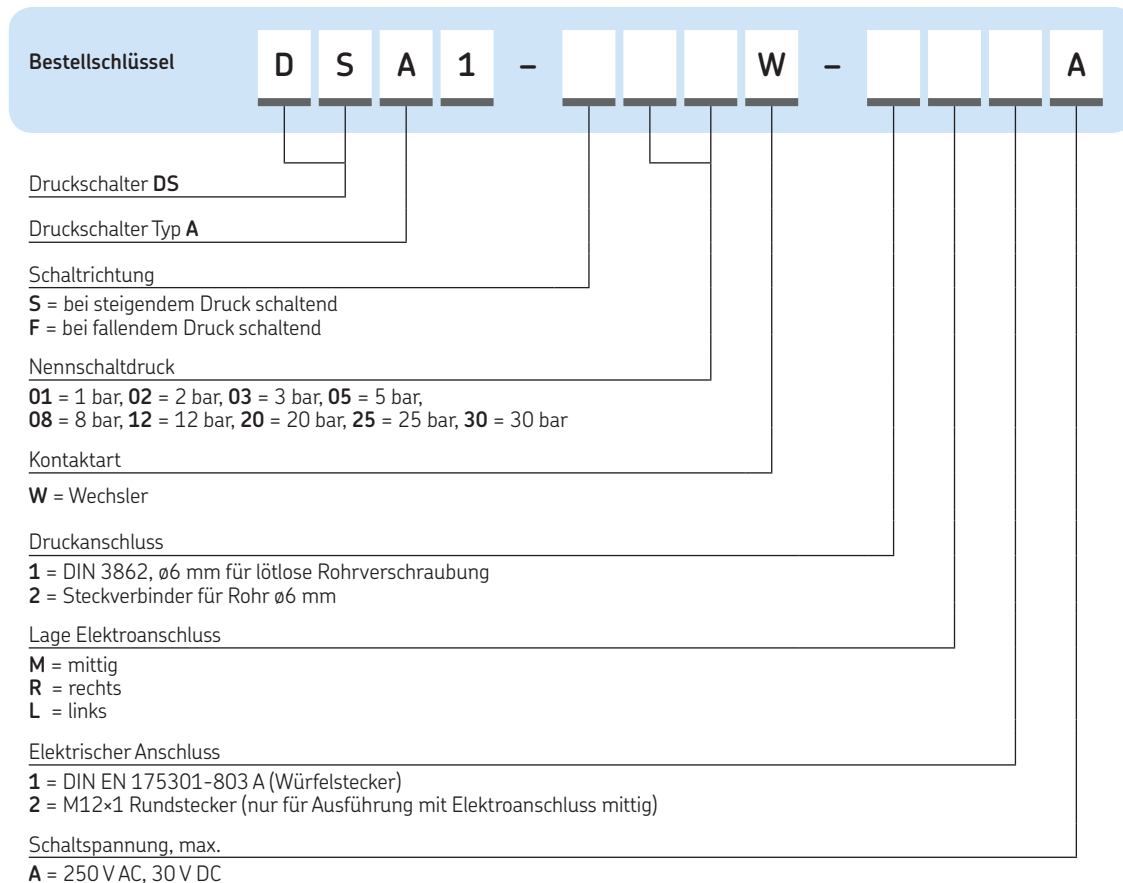 Bestellschlüssel D S A 1 – W – A
Druckschalter DS
Druckschalter Typ A
Schaltrichtung
S = bei steigendem Druck schaltend
F = bei fallendem Druck schaltend
Nennschaltdruck
01 = 1 bar, 02 = 2 bar, 03 = 3 bar, 05 = 5 bar,
08 = 8 bar, 12 = 12 bar, 20 = 20 bar, 25 = 25 bar, 30 = 30 bar
Kontaktart
W = Wechsler
Druckanschluss
1 = DIN 3862, ø6 mm für lötlose Rohrverschraubung
2 = Steckverbinder für Rohr ø6 mm
Lage Elektroanschluss
M = mittig
R = rechts
L = links
Elektrischer Anschluss
1 = DIN EN 175301-803 A (Würfelstecker)
2 = M12×1 Rundstecker (nur für Ausführung mit Elektroanschluss mittig)
Schaltspannung, max.
A = 250 V AC, 30 V DC